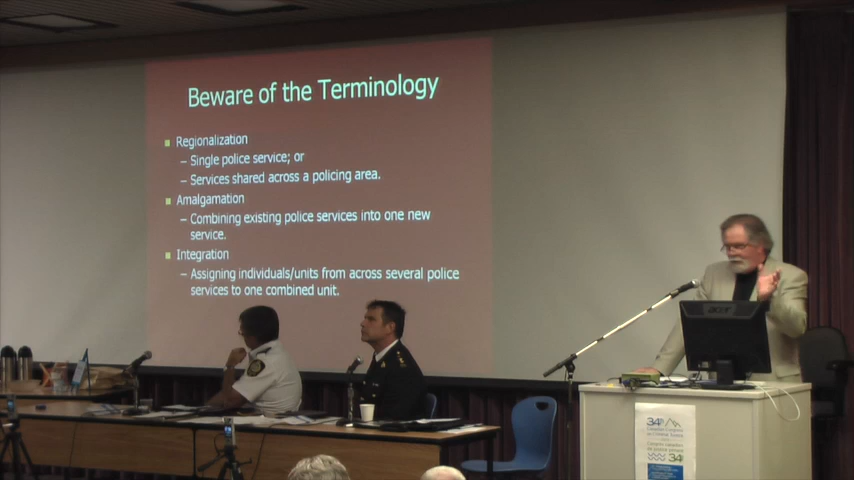 Beware of the Terminology
Regionalization
– Single police service; or
– Services shared across a policing area.
Amalgamation
– Combining existing police services into one new
service.
Integration
– Assigning individuals/units from across several police
services to one combined unit.
acer
34
34